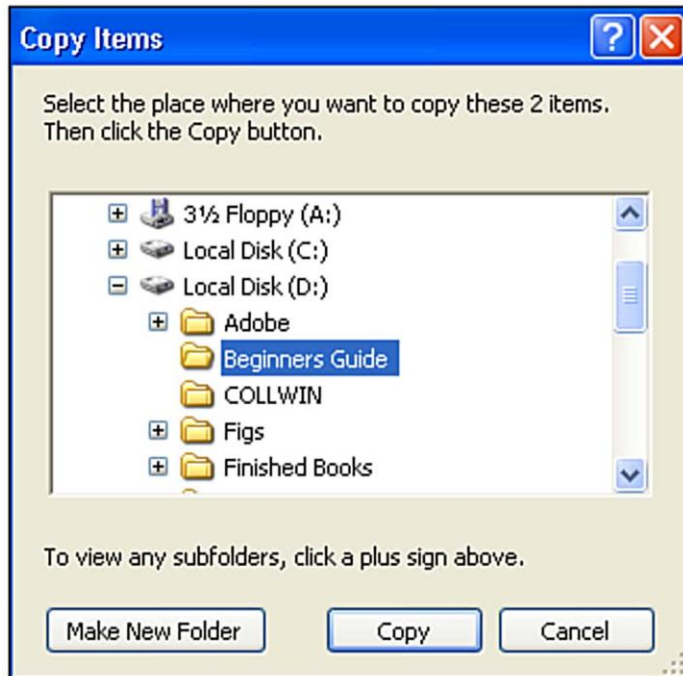 Copy Items
Select the place where you want to copy these 2 items.
Then click the Copy button.
3½ Floppy (A:)
Local Disk (C:)
Local Disk (D:)
Adobe
Beginners Guide
COLLWIN
Figs
Finished Books
To view any subfolders, click a plus sign above.
Make New Folder Copy Cancel